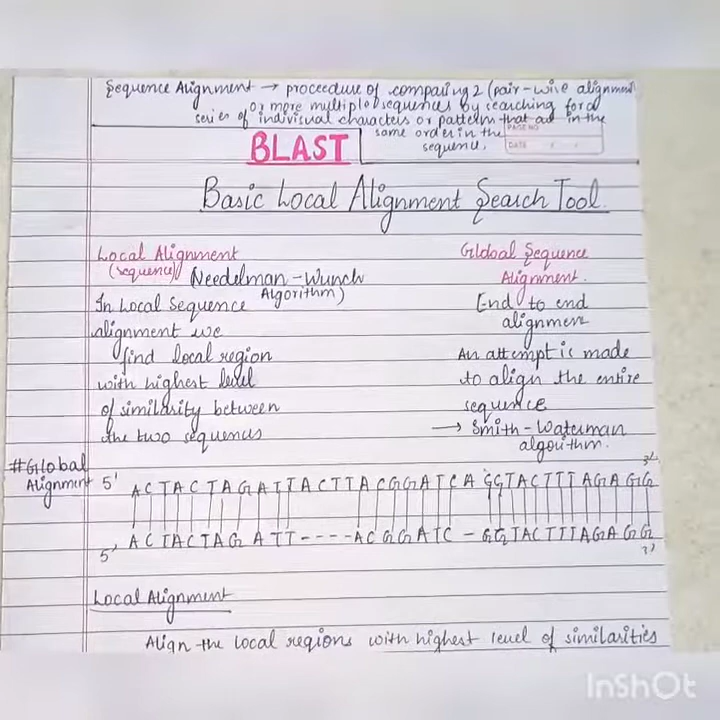 Sequence Alignment → proceedure of comparing 2 (pair-wise alignment)
or more multiple sequences by searching for a
series of individual characters or pattern that are in the
same order in the
sequence.
PAGE NO
DATE / /
BLAST
Basic Local Alignment Search Tool.
Local Alignment
(sequence)
Needelman-Wunch
Algorithm)
In Local Sequence
alignment we
find local region
with highest level
of similarity between
the two sequences
Global Sequence
Alignment.
End to end
alignment
An attempt is made
to align the entire
sequence
→ Smith-Waterman
algorithm.
#Global
Alignment
3'
5' ACTACTAGATTACTTACGGATCA GGTACTTTAGAGG
5' ACTACTAGATT----ACGGATC-GGTACTTTAGAGG
3'
Local Alignment
Align the local regions with highest level of similarities
InShOt